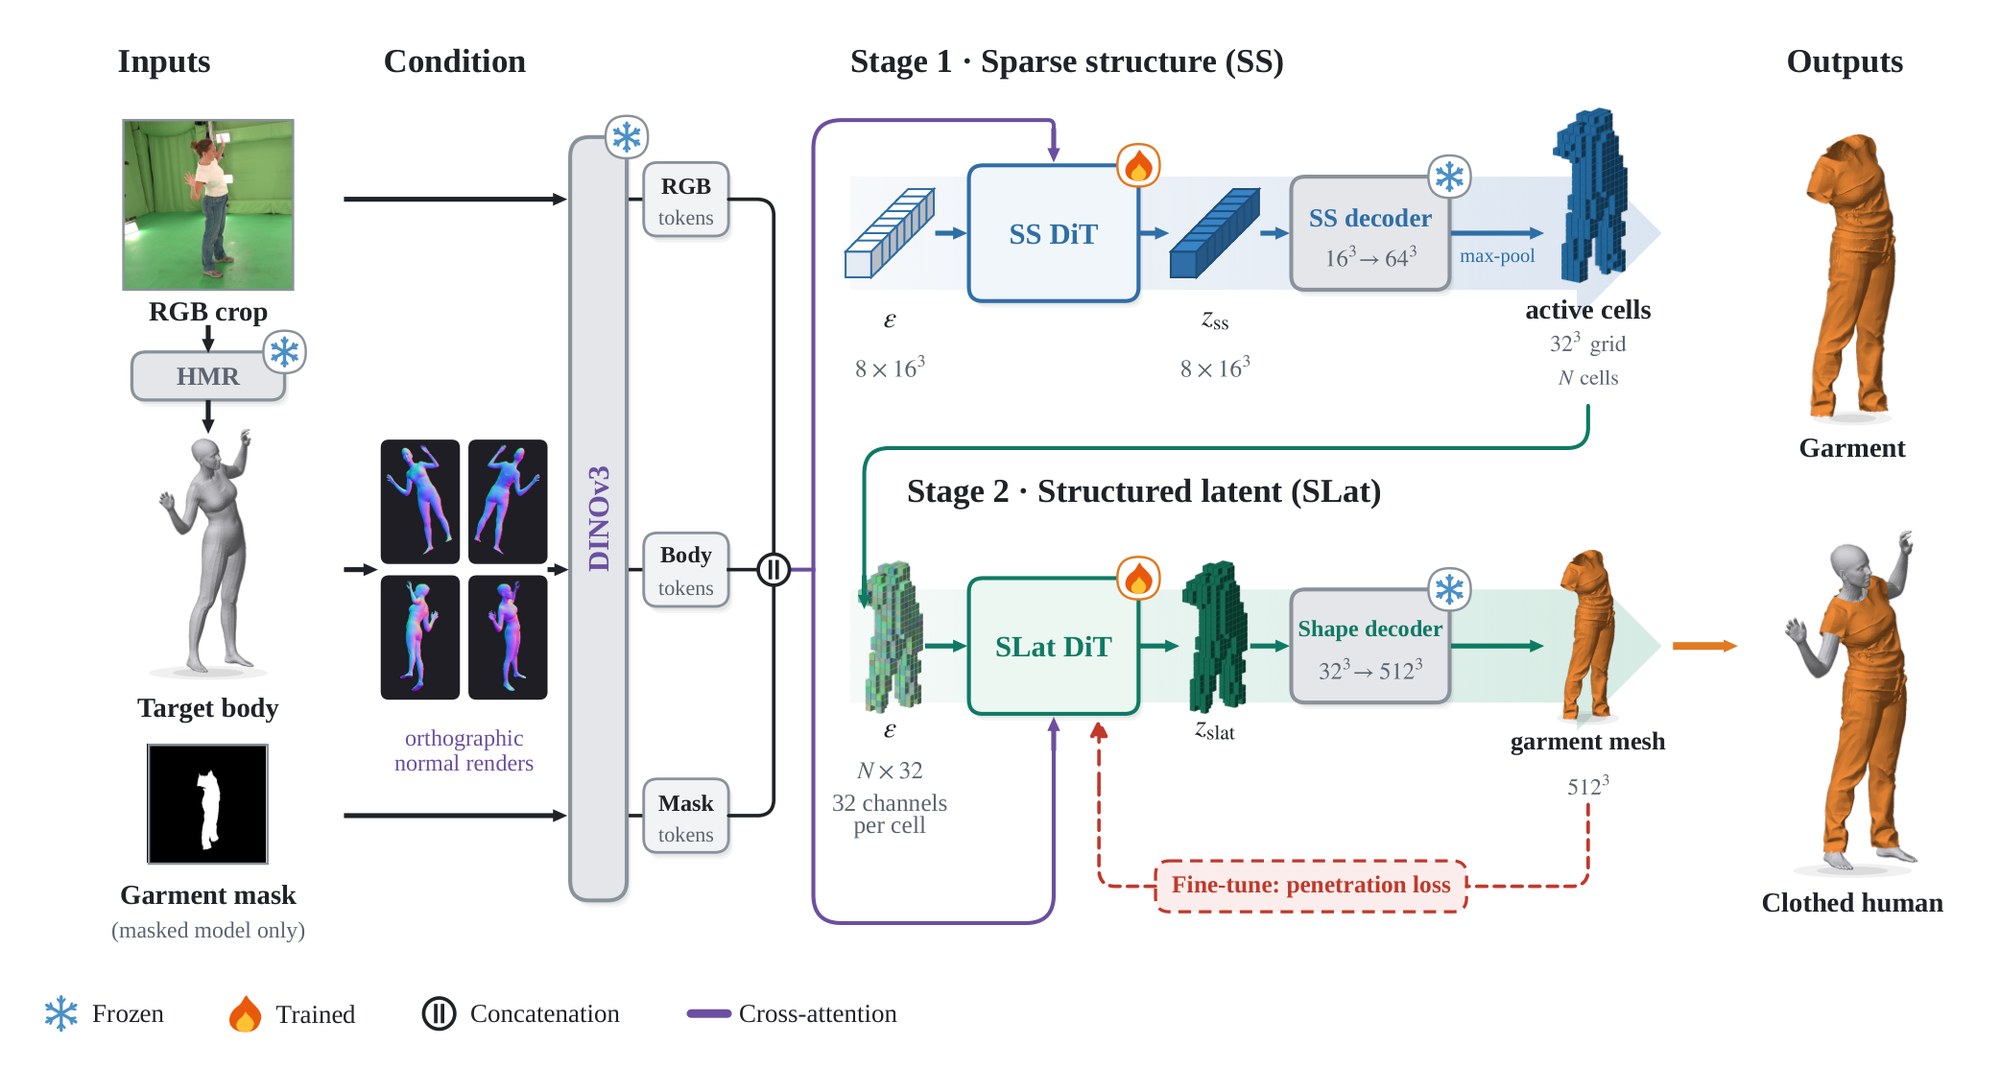 Inputs
Condition
Stage 1 · Sparse structure (SS)
Outputs
RGB crop
HMR
Target body
Garment mask
(masked model only)
orthographic
normal renders
DINOv3
RGB
tokens
Body
tokens
Mask
tokens
ε
8 × 16³
SS DiT
z_ss
8 × 16³
SS decoder
16³ → 64³
max-pool
active cells
32³ grid
N cells
Stage 2 · Structured latent (SLat)
ε
N × 32
32 channels
per cell
SLat DiT
z_slat
Shape decoder
32³ → 512³
garment mesh
512³
Fine-tune: penetration loss
Garment
Clothed human
Frozen
Trained
Concatenation
Cross-attention